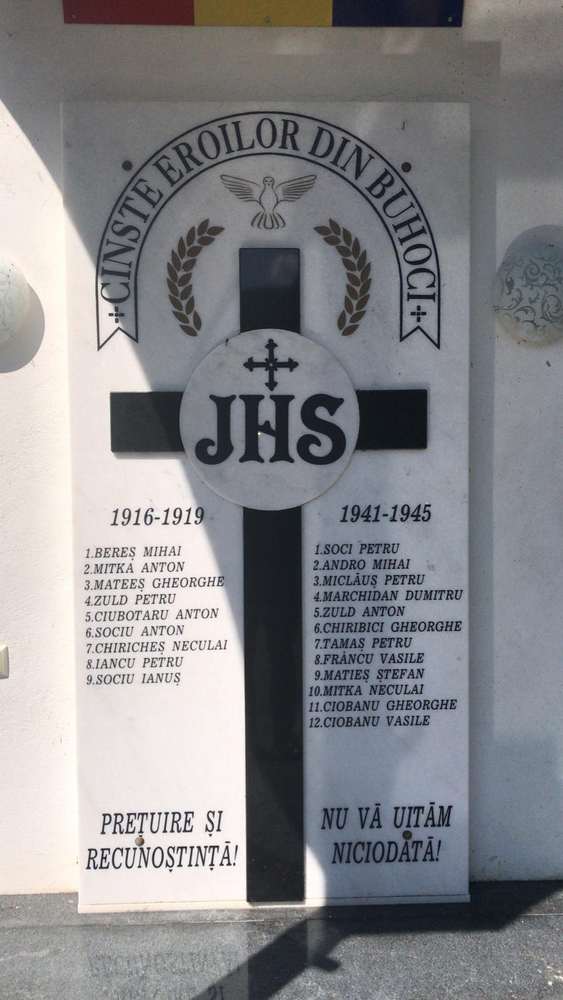 CINSTE EROILOR DIN BUHOCI
JHS
1916-1919
1.BEREȘ MIHAI
2.MITKA ANTON
3.MATEEȘ GHEORGHE
4.ZULD PETRU
5.CIUBOTARU ANTON
6.SOCIU ANTON
7.CHIRICHEȘ NECULAI
8.IANCU PETRU
9.SOCIU IANUȘ
1941-1945
1.SOCI PETRU
2.ANDRO MIHAI
3.MICLĂUȘ PETRU
4.MARCHIDAN DUMITRU
5.ZULD ANTON
6.CHIRIBICI GHEORGHE
7.TAMAȘ PETRU
8.FRÂNCU VASILE
9.MATIEȘ ȘTEFAN
10.MITKA NECULAI
11.CIOBANU GHEORGHE
12.CIOBANU VASILE
PREȚUIRE ȘI
RECUNOȘTINȚĂ!
NU VĂ UITĂM
NICIODATĂ!